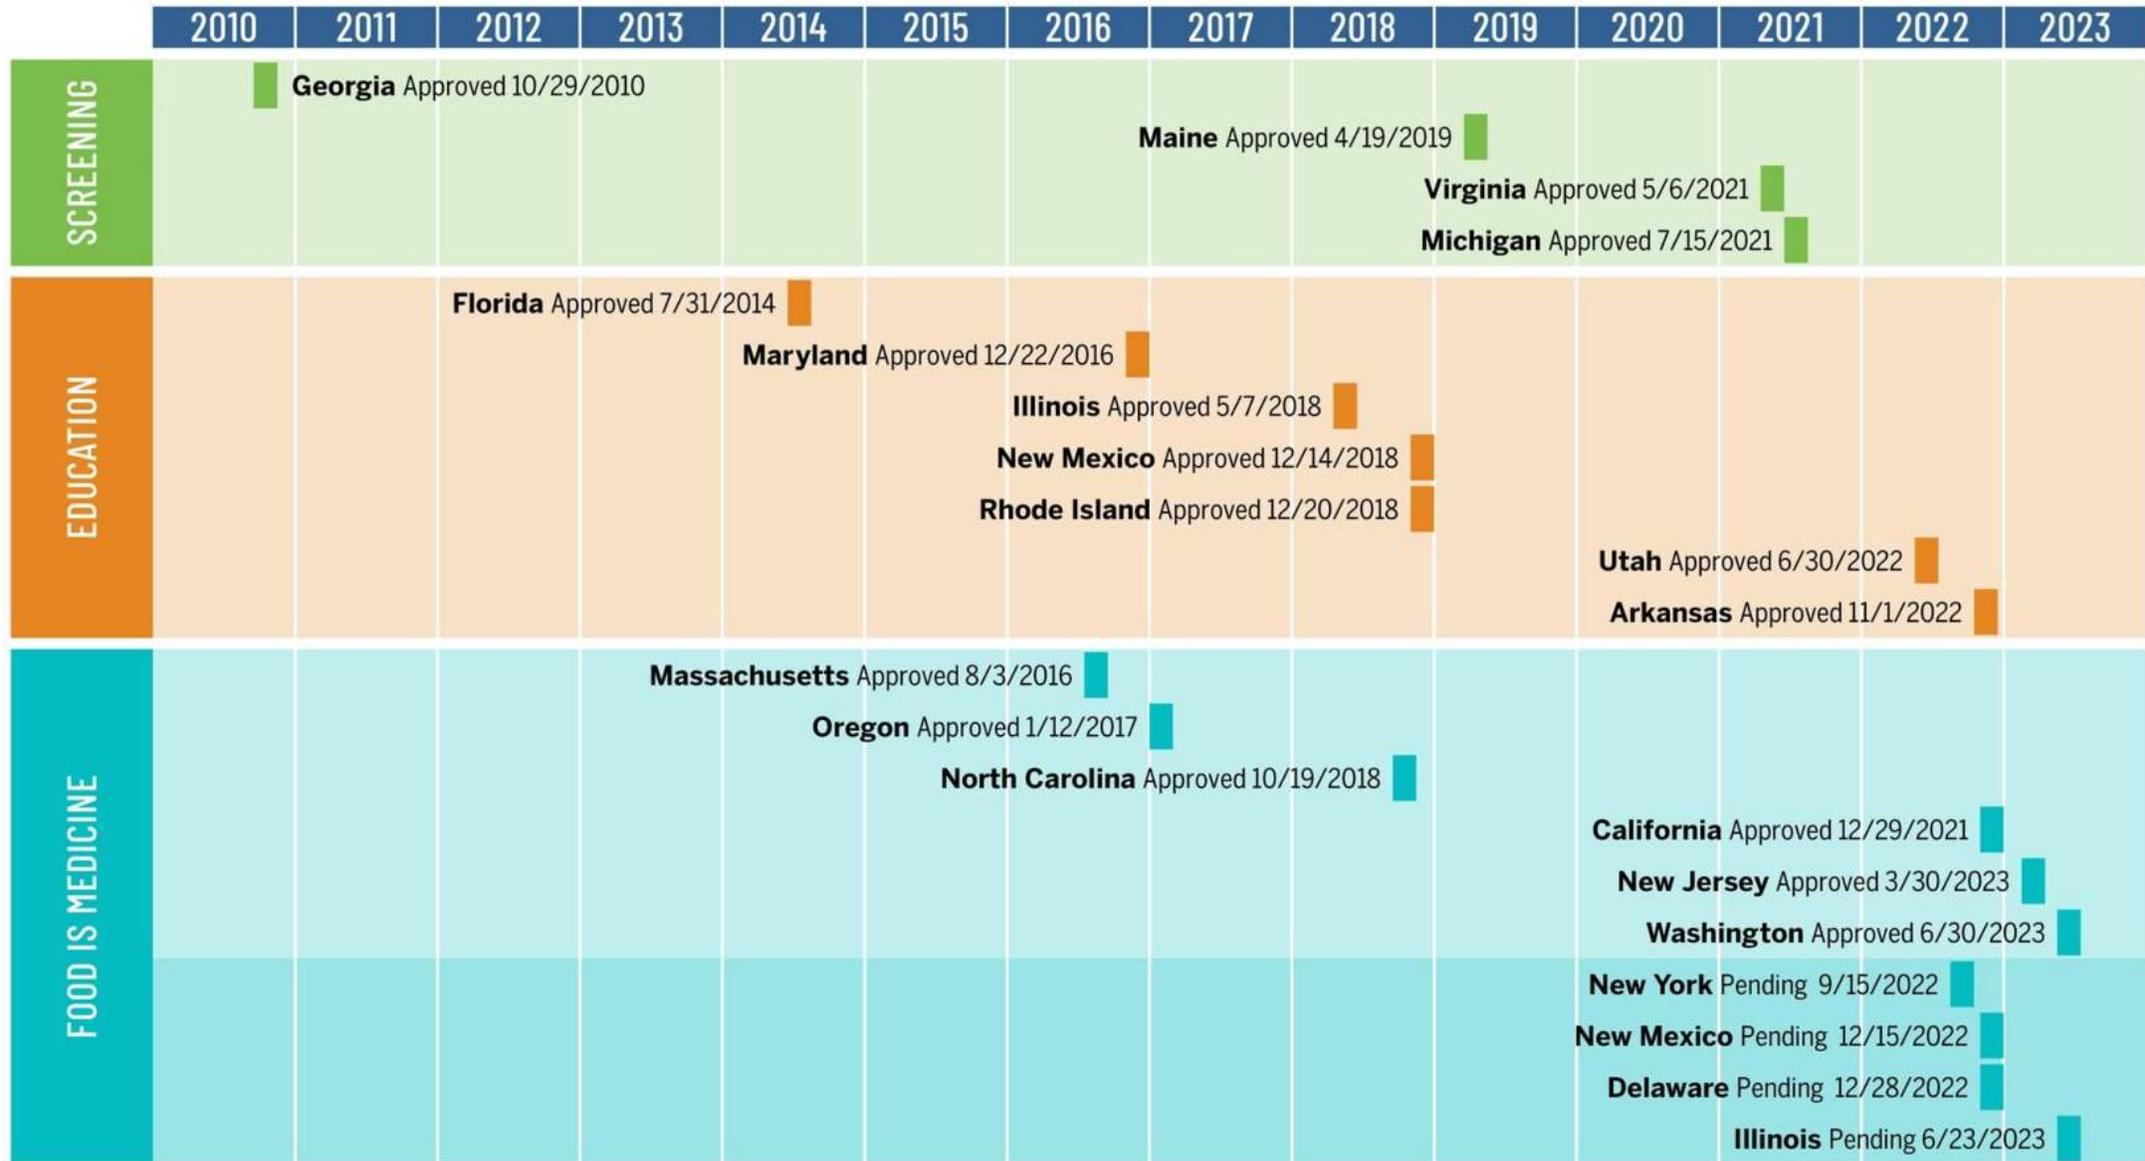 2010 2011 2012 2013 2014 2015 2016 2017 2018 2019 2020 2021 2022 2023
SCREENING
Georgia Approved 10/29/2010
Maine Approved 4/19/2019
Virginia Approved 5/6/2021
Michigan Approved 7/15/2021
EDUCATION
Florida Approved 7/31/2014
Maryland Approved 12/22/2016
Illinois Approved 5/7/2018
New Mexico Approved 12/14/2018
Rhode Island Approved 12/20/2018
Utah Approved 6/30/2022
Arkansas Approved 11/1/2022
FOOD IS MEDICINE
Massachusetts Approved 8/3/2016
Oregon Approved 1/12/2017
North Carolina Approved 10/19/2018
California Approved 12/29/2021
New Jersey Approved 3/30/2023
Washington Approved 6/30/2023
New York Pending 9/15/2022
New Mexico Pending 12/15/2022
Delaware Pending 12/28/2022
Illinois Pending 6/23/2023